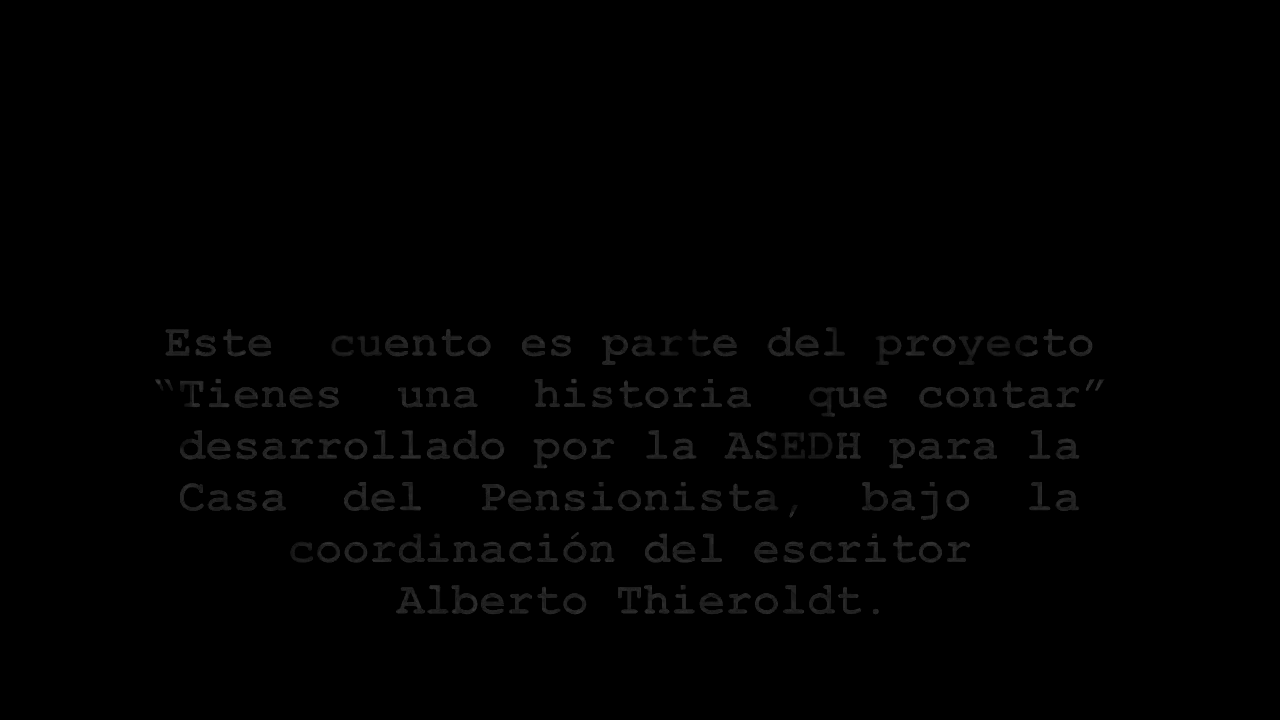 Este cuento es parte del proyecto
“Tienes una historia que contar”
desarrollado por la ASEDH para la
Casa del Pensionista, bajo la
coordinación del escritor
Alberto Thieroldt.